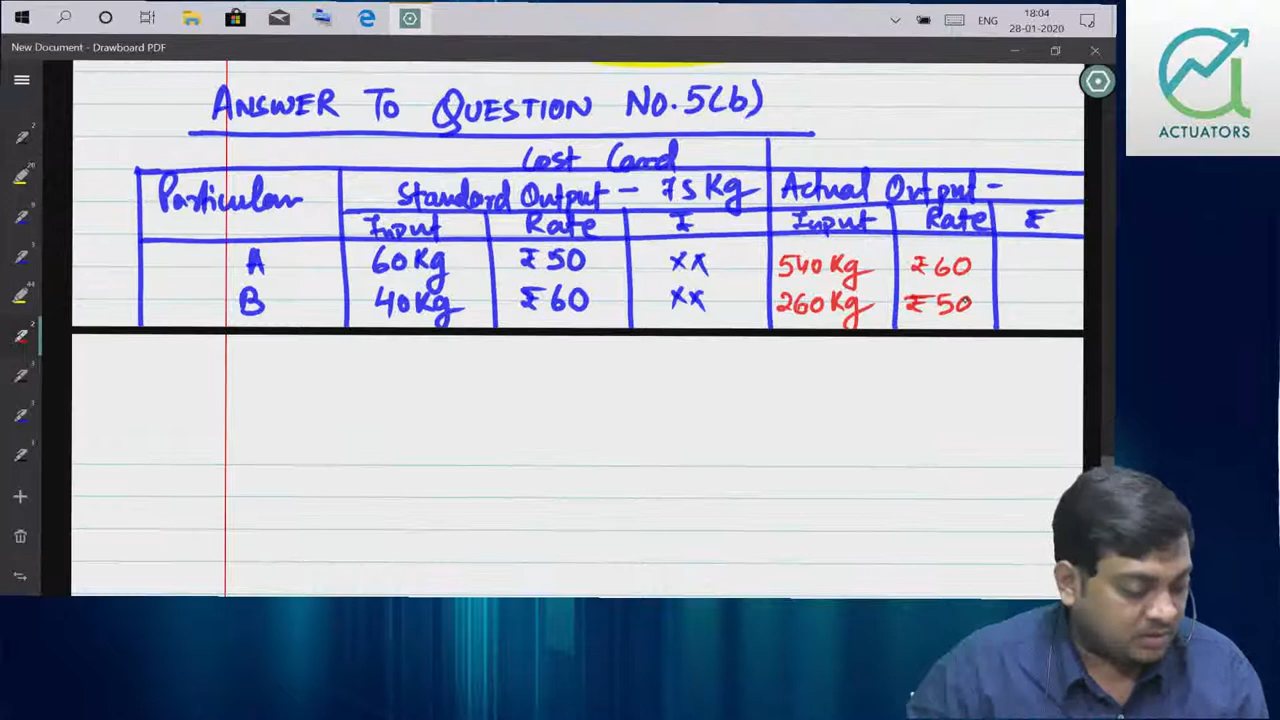 18:04
ENG
28-01-2020
New Document - Drawboard PDF
ANSWER TO QUESTION NO. 5(b)
Cost Card
Particulars Standard Output - 75 Kg Actual Output -
Input Rate ₹ Input Rate ₹
A 60 Kg ₹ 50 xx 540 Kg ₹ 60
B 40 Kg ₹ 60 xx 260 Kg ₹ 50
ACTUATORS